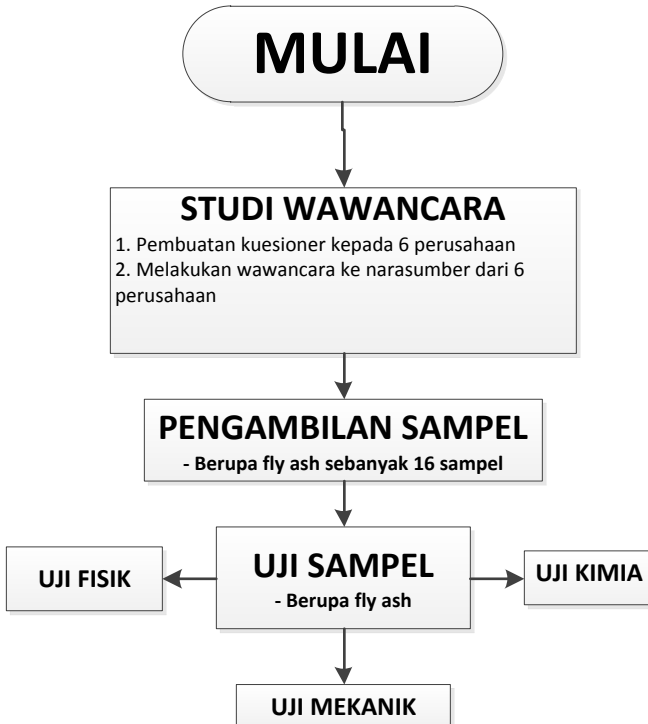 MULAI
STUDI WAWANCARA
1. Pembuatan kuesioner kepada 6 perusahaan
2. Melakukan wawancara ke narasumber dari 6
perusahaan
PENGAMBILAN SAMPEL
- Berupa fly ash sebanyak 16 sampel
UJI SAMPEL
- Berupa fly ash
UJI FISIK
UJI KIMIA
UJI MEKANIK